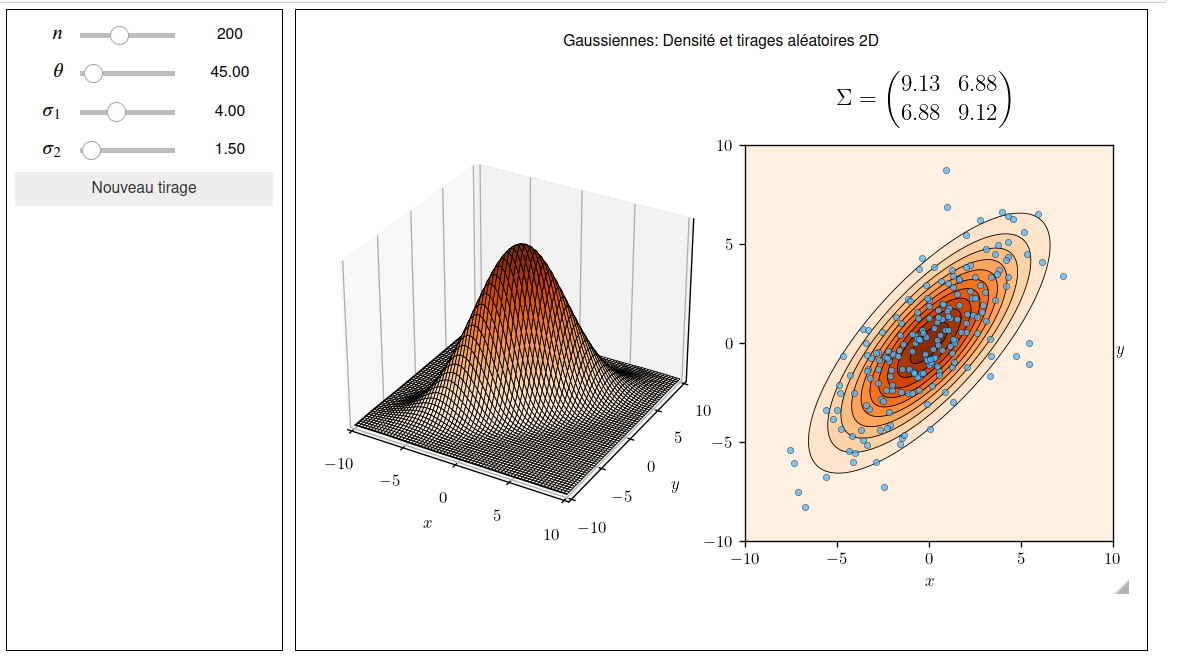 n 200
θ 45.00
σ1 4.00
σ2 1.50
Nouveau tirage
Gaussiennes: Densité et tirages aléatoires 2D
Σ = (9.13 6.88
6.88 9.12)
−10
−5
0
5
10
x
−10
−5
0
5
10
y
10
5
0
−5
−10
−10 −5 0 5 10
x
y